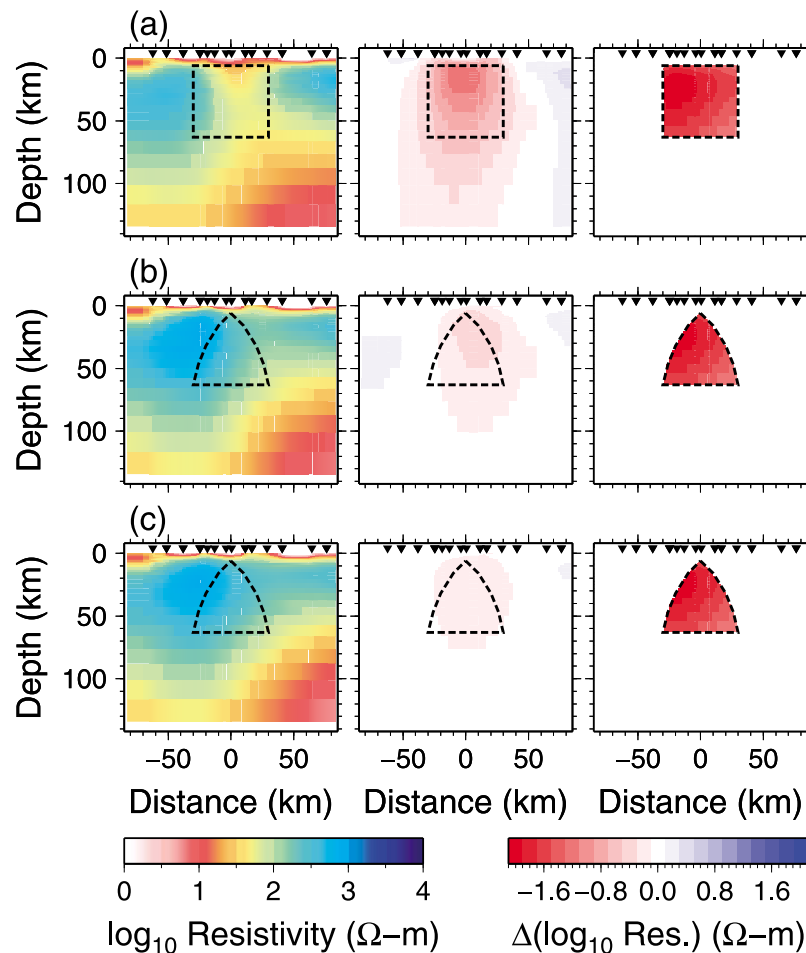 (a)
Depth (km)
0
50
100
(b)
Depth (km)
0
50
100
(c)
Depth (km)
0
50
100
−50 0 50
−50 0 50
−50 0 50
Distance (km)
Distance (km)
Distance (km)
0 1 2 3 4
log10 Resistivity (Ω−m)
−1.6 −0.8 0.0 0.8 1.6
Δ(log10 Res.) (Ω−m)